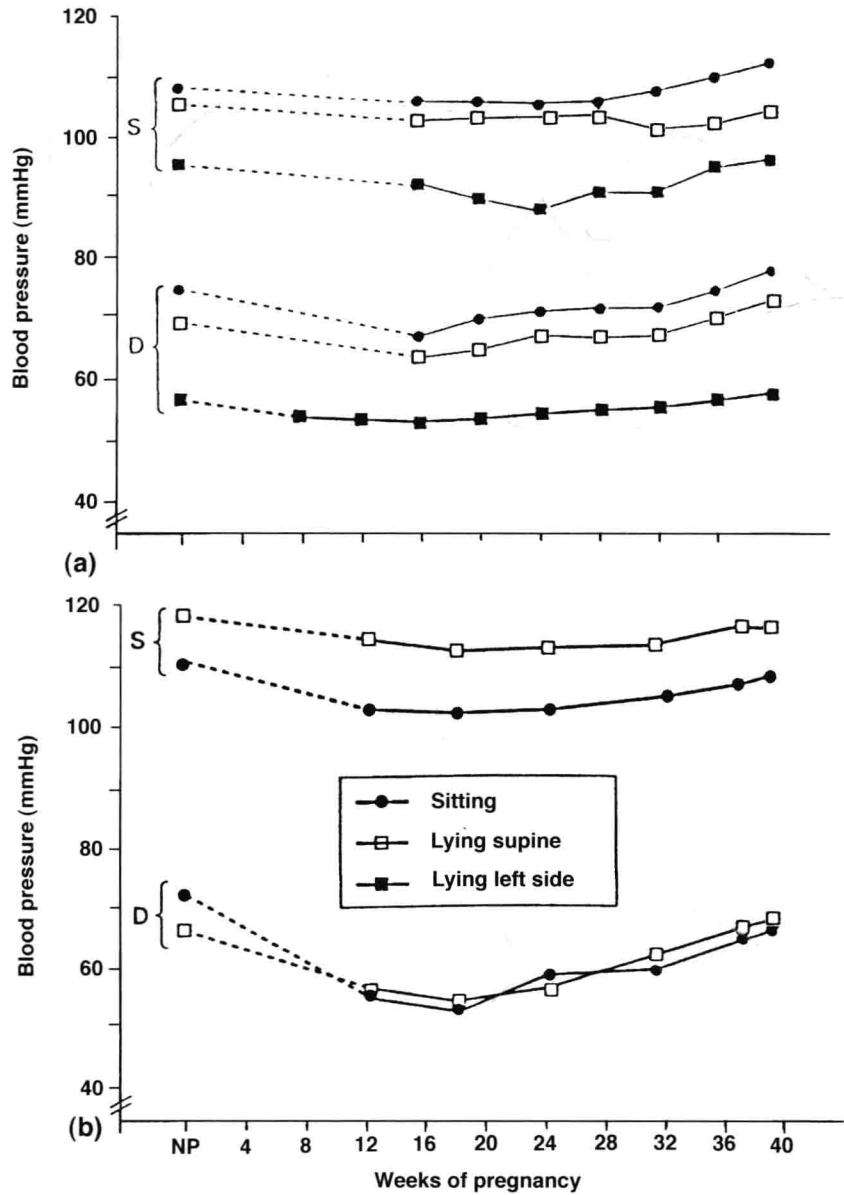 120
100
80
60
40
S
D
Blood pressure (mmHg)
(a)
120
100
80
60
40
S
D
Blood pressure (mmHg)
Sitting
Lying supine
Lying left side
(b)
NP 4 8 12 16 20 24 28 32 36 40
Weeks of pregnancy